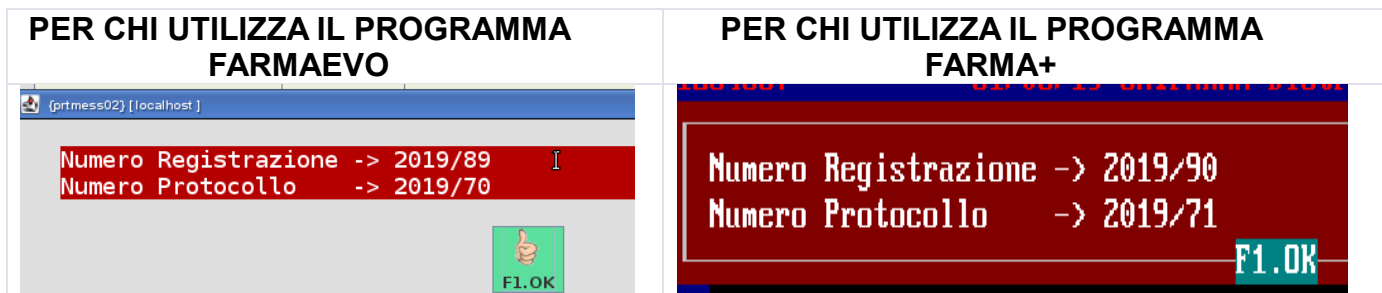 PER CHI UTILIZZA IL PROGRAMMA
FARMAEVO
PER CHI UTILIZZA IL PROGRAMMA
FARMA+
{prtmess02} [localhost ]
Numero Registrazione -> 2019/89
Numero Protocollo -> 2019/70
F1.OK
Numero Registrazione -> 2019/90
Numero Protocollo -> 2019/71
F1.OK